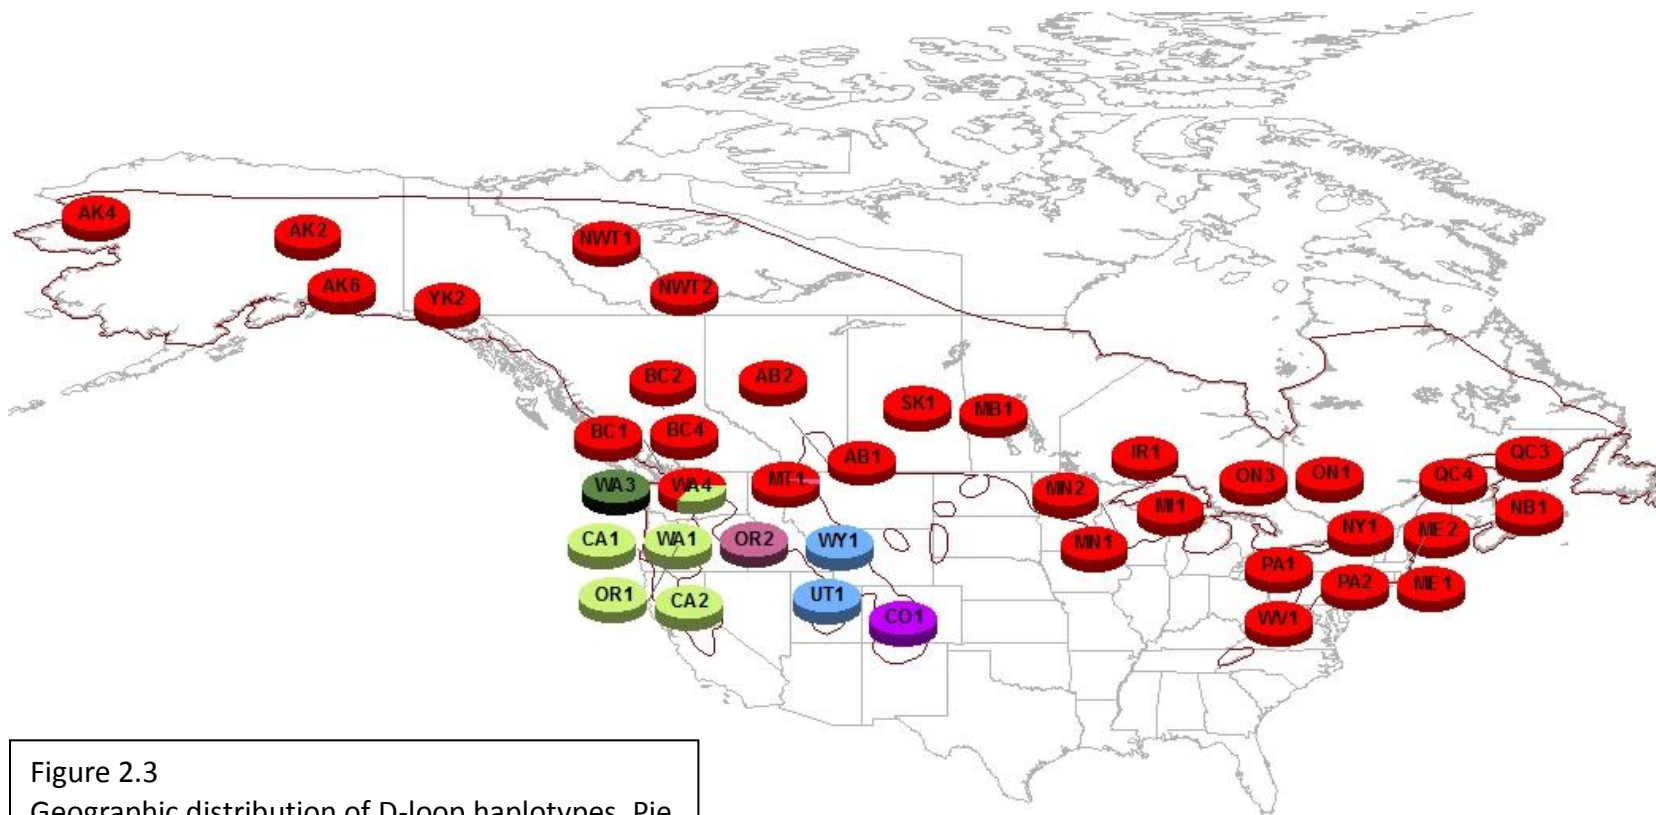 AK4
AK2
NWT1
AK6
YK2
NWT2
BC2
AB2
SK1
MB1
BC1
BC4
AB1
IR1
QC3
WA3
WA4
MT1
MN2
ON3
ON1
QC4
MI1
NB1
CA1
WA1
OR2
WY1
MN1
NY1
ME2
PA1
PA2
ME1
OR1
CA2
UT1
CO1
WV1
Figure 2.3
Geographic distribution of D-loop haplotypes. Pie